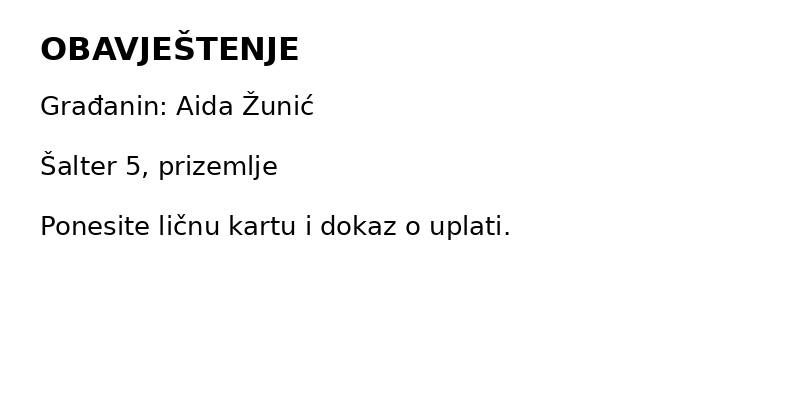 OBAVJEŠTENJE
Građanin: Aida Žunić
Šalter 5, prizemlje
Ponesite ličnu kartu i dokaz o uplati.